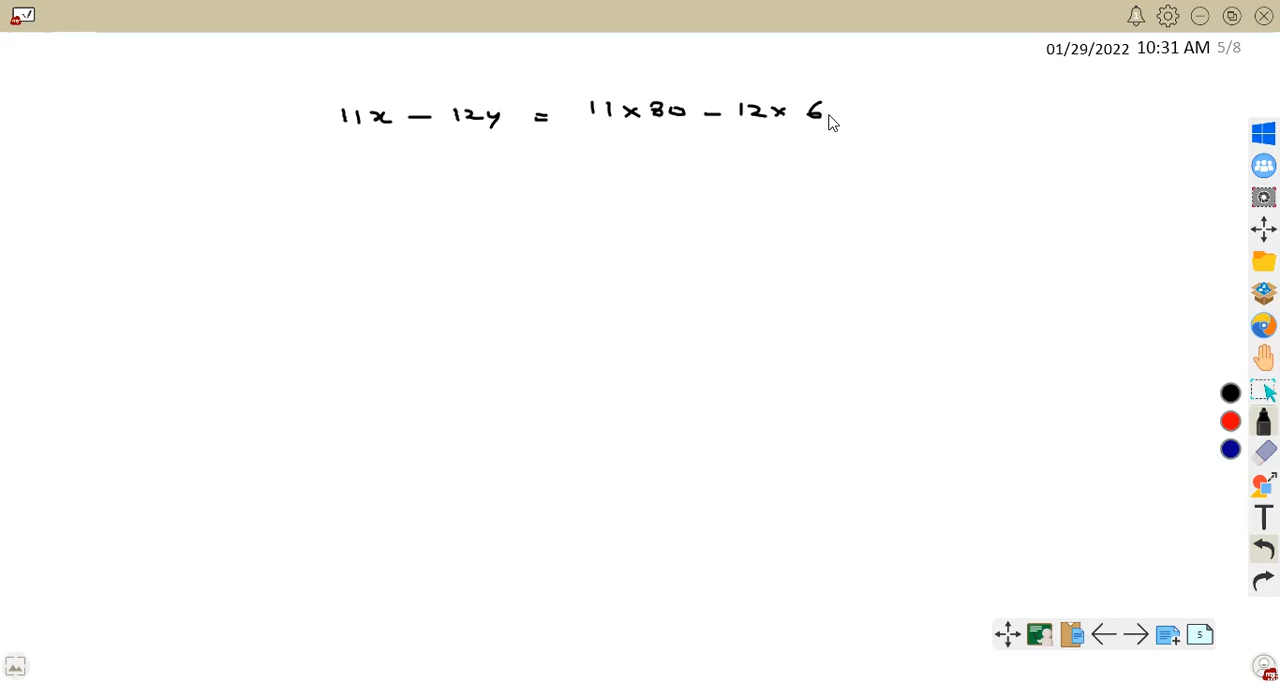 01/29/2022 10:31 AM 5/8
11x - 12y = 11 x 80 - 12 x 6
5